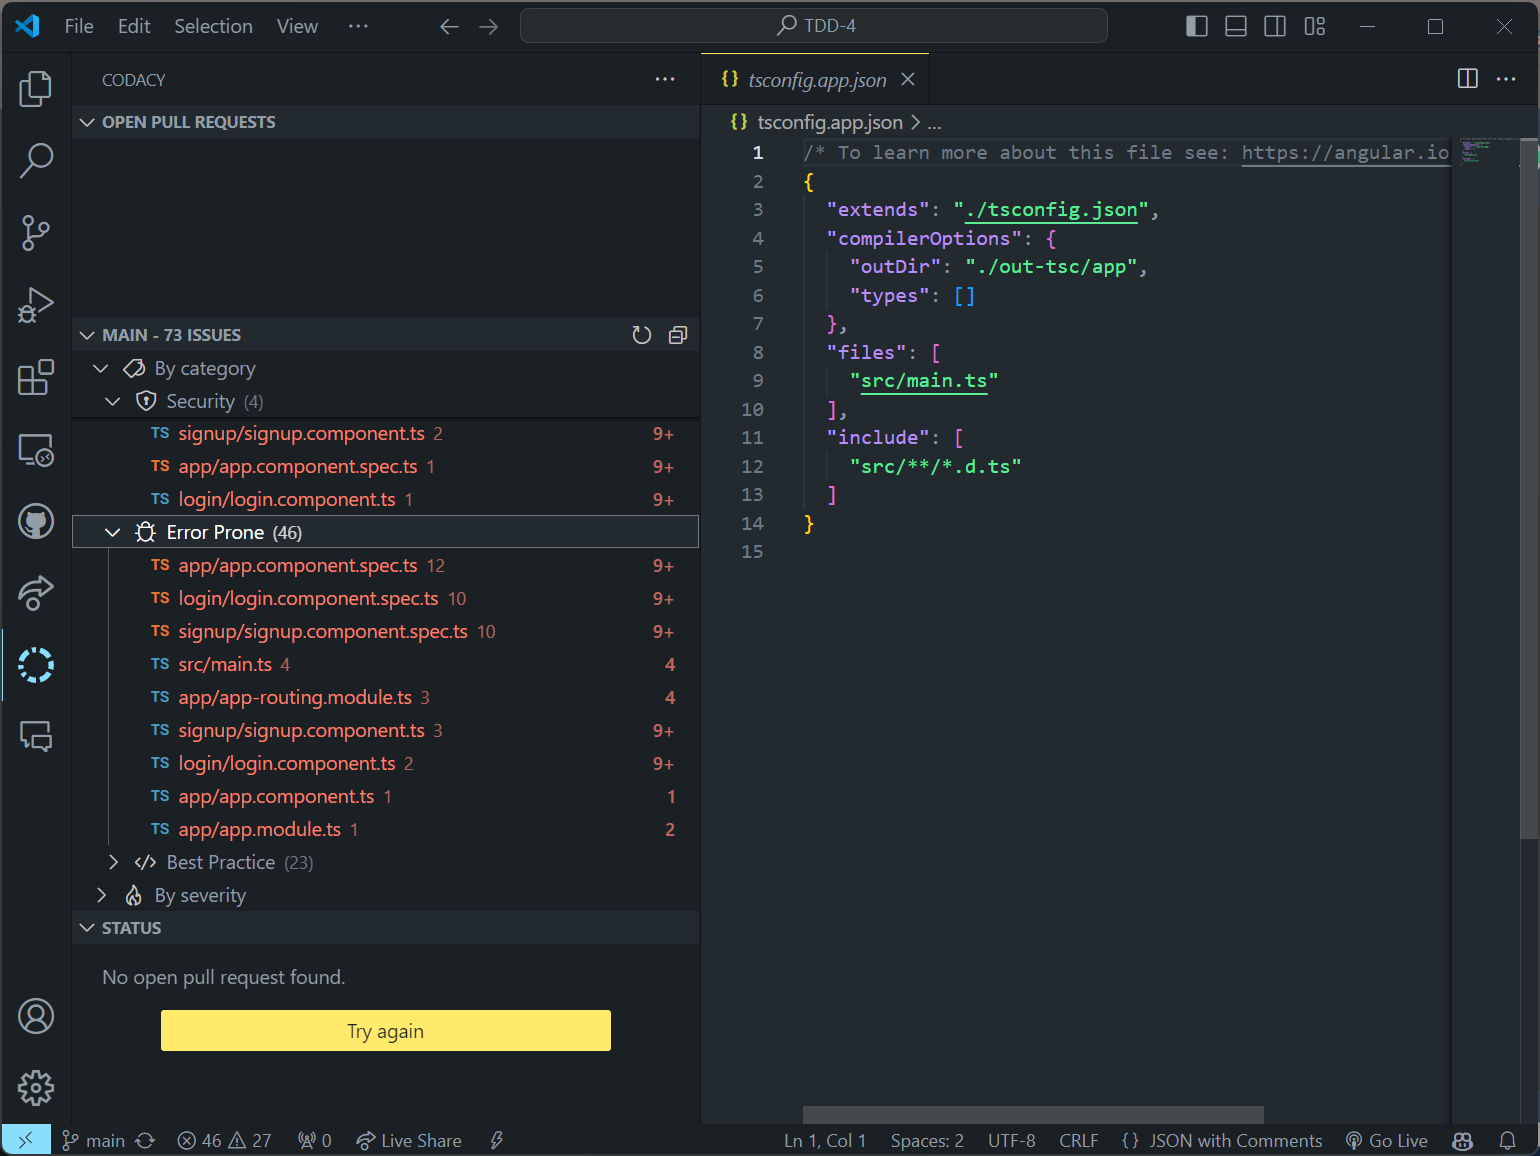 File Edit Selection View ··· TDD-4
CODACY ···
OPEN PULL REQUESTS
MAIN - 73 ISSUES
By category
Security (4)
TS signup/signup.component.ts 2 9+
TS app/app.component.spec.ts 1 9+
TS login/login.component.ts 1 9+
Error Prone (46)
TS app/app.component.spec.ts 12 9+
TS login/login.component.spec.ts 10 9+
TS signup/signup.component.spec.ts 10 9+
TS src/main.ts 4 4
TS app/app-routing.module.ts 3 4
TS signup/signup.component.ts 3 9+
TS login/login.component.ts 2 9+
TS app/app.component.ts 1 1
TS app/app.module.ts 1 2
</> Best Practice (23)
By severity
STATUS
No open pull request found.
Try again
{} tsconfig.app.json
{} tsconfig.app.json > ...
1 /* To learn more about this file see: https://angular.io
2 {
3 "extends": "./tsconfig.json",
4 "compilerOptions": {
5 "outDir": "./out-tsc/app",
6 "types": []
7 },
8 "files": [
9 "src/main.ts"
10 ],
11 "include": [
12 "src/**/*.d.ts"
13 ]
14 }
15
main 46 27 0 Live Share Ln 1, Col 1 Spaces: 2 UTF-8 CRLF {} JSON with Comments Go Live